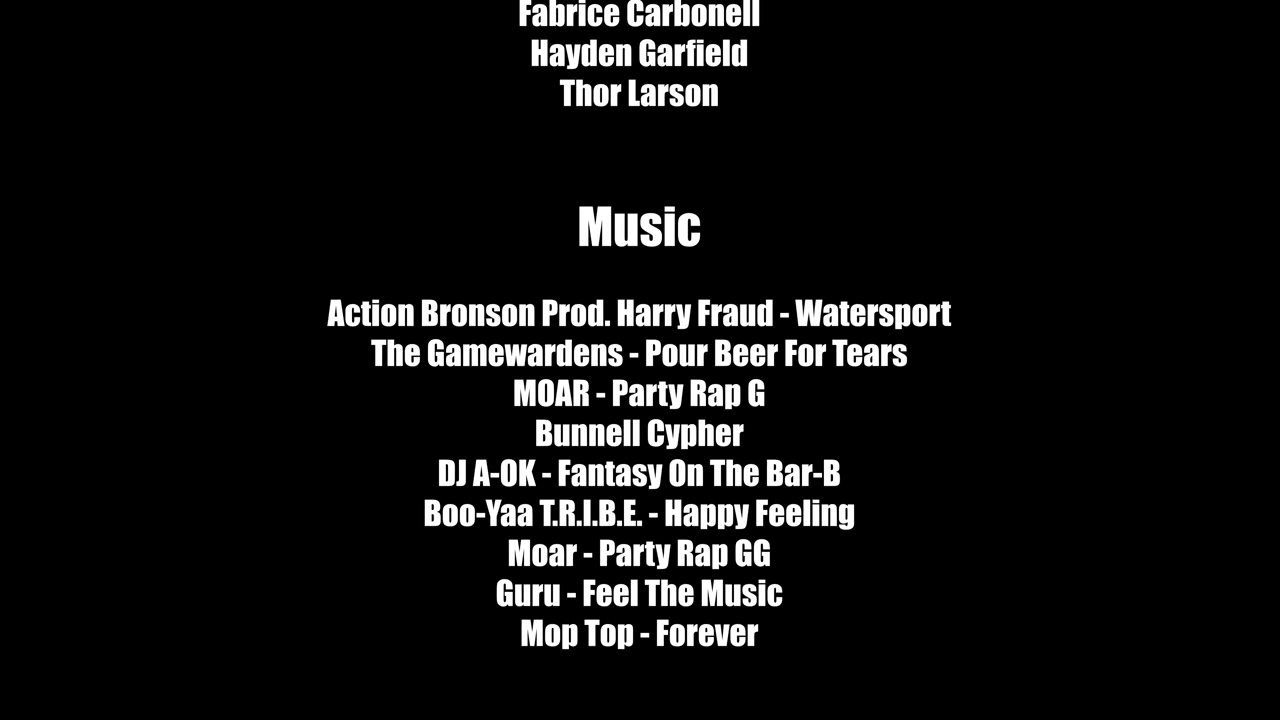 Fabrice Carbonell
Hayden Garfield
Thor Larson
Music
Action Bronson Prod. Harry Fraud - Watersport
The Gamewardens - Pour Beer For Tears
MOAR - Party Rap G
Bunnell Cypher
DJ A-OK - Fantasy On The Bar-B
Boo-Yaa T.R.I.B.E. - Happy Feeling
Moar - Party Rap GG
Guru - Feel The Music
Mop Top - Forever